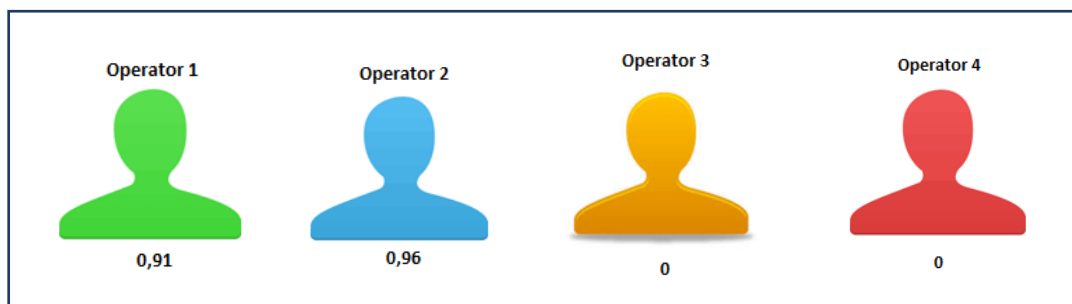 Operator 1
Operator 2
Operator 3
Operator 4
0,91
0,96
0
0